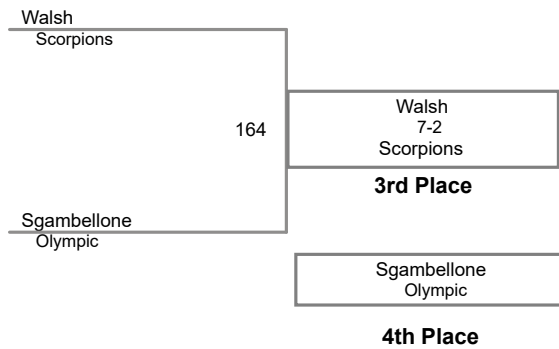 Walsh
Scorpions
164
Walsh
7-2
Scorpions
3rd Place
Sgambellone
Olympic
Sgambellone
Olympic
4th Place